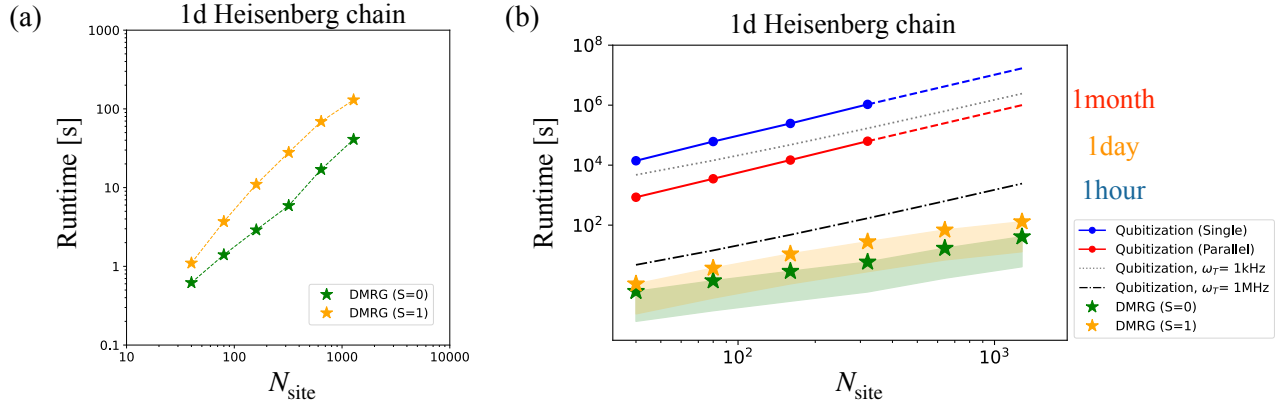 (a)
1d Heisenberg chain
Runtime [s]
1000
100
10
1
0.1
10
100
1000
10000
N_site
DMRG (S=0)
DMRG (S=1)
(b)
1d Heisenberg chain
Runtime [s]
10^8
10^6
10^4
10^2
10^2
10^3
N_site
1month
1day
1hour
Qubitization (Single)
Qubitization (Parallel)
Qubitization, ω_T= 1kHz
Qubitization, ω_T= 1MHz
DMRG (S=0)
DMRG (S=1)